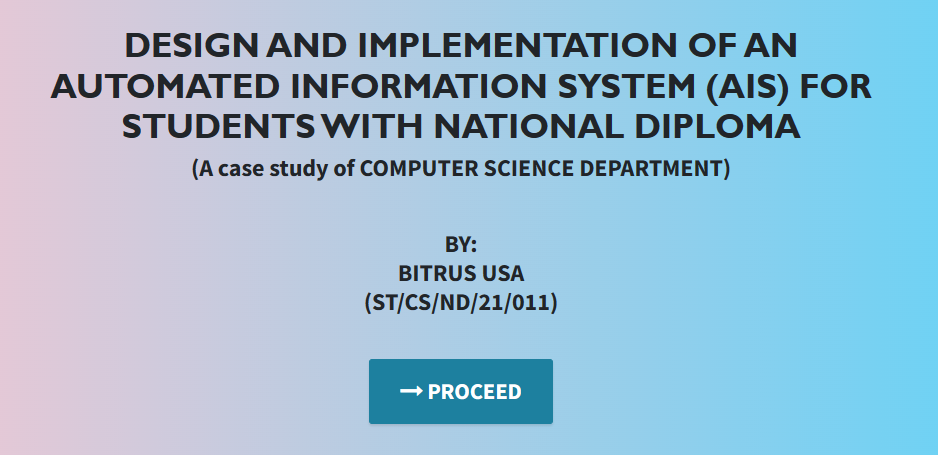 DESIGN AND IMPLEMENTATION OF AN
AUTOMATED INFORMATION SYSTEM (AIS) FOR
STUDENTS WITH NATIONAL DIPLOMA
(A case study of COMPUTER SCIENCE DEPARTMENT)
BY:
BITRUS USA
(ST/CS/ND/21/011)
→ PROCEED